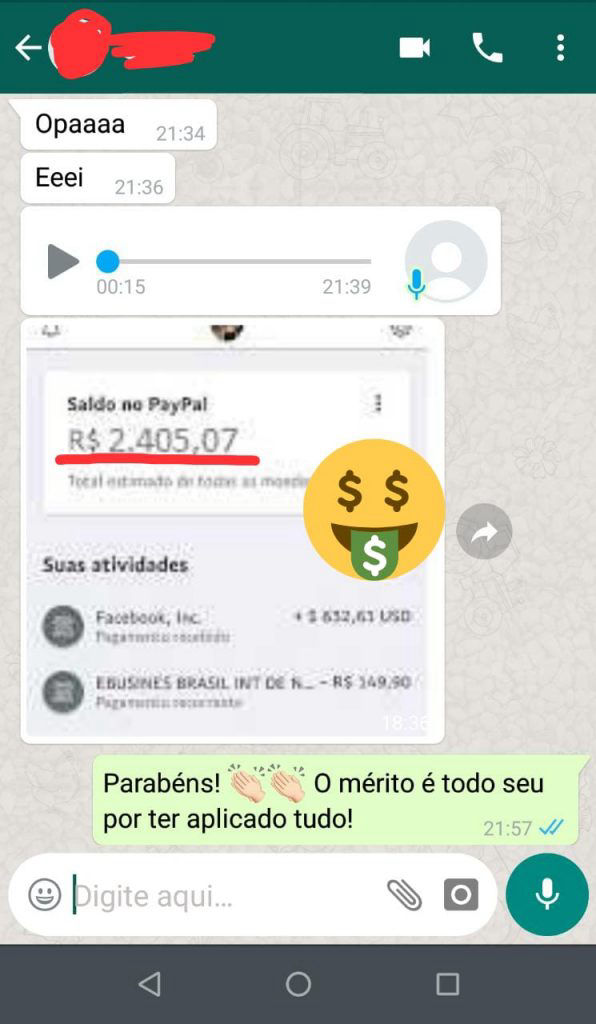 Opaaaa 21:34
Eeei 21:36
00:15 21:39
Saldo no PayPal
R$ 2.405,07
Total estimado de todas as moedas
Suas atividades
Facebook, Inc. + $ 632,61 USD
Pagamento recebido
EBUSINES BRASIL INT DE N... - R$ 149,90
Pagamento recorrente
18:36
Parabéns! 👏🏻👏🏻 O mérito é todo seu
por ter aplicado tudo!
21:57
Digite aqui...